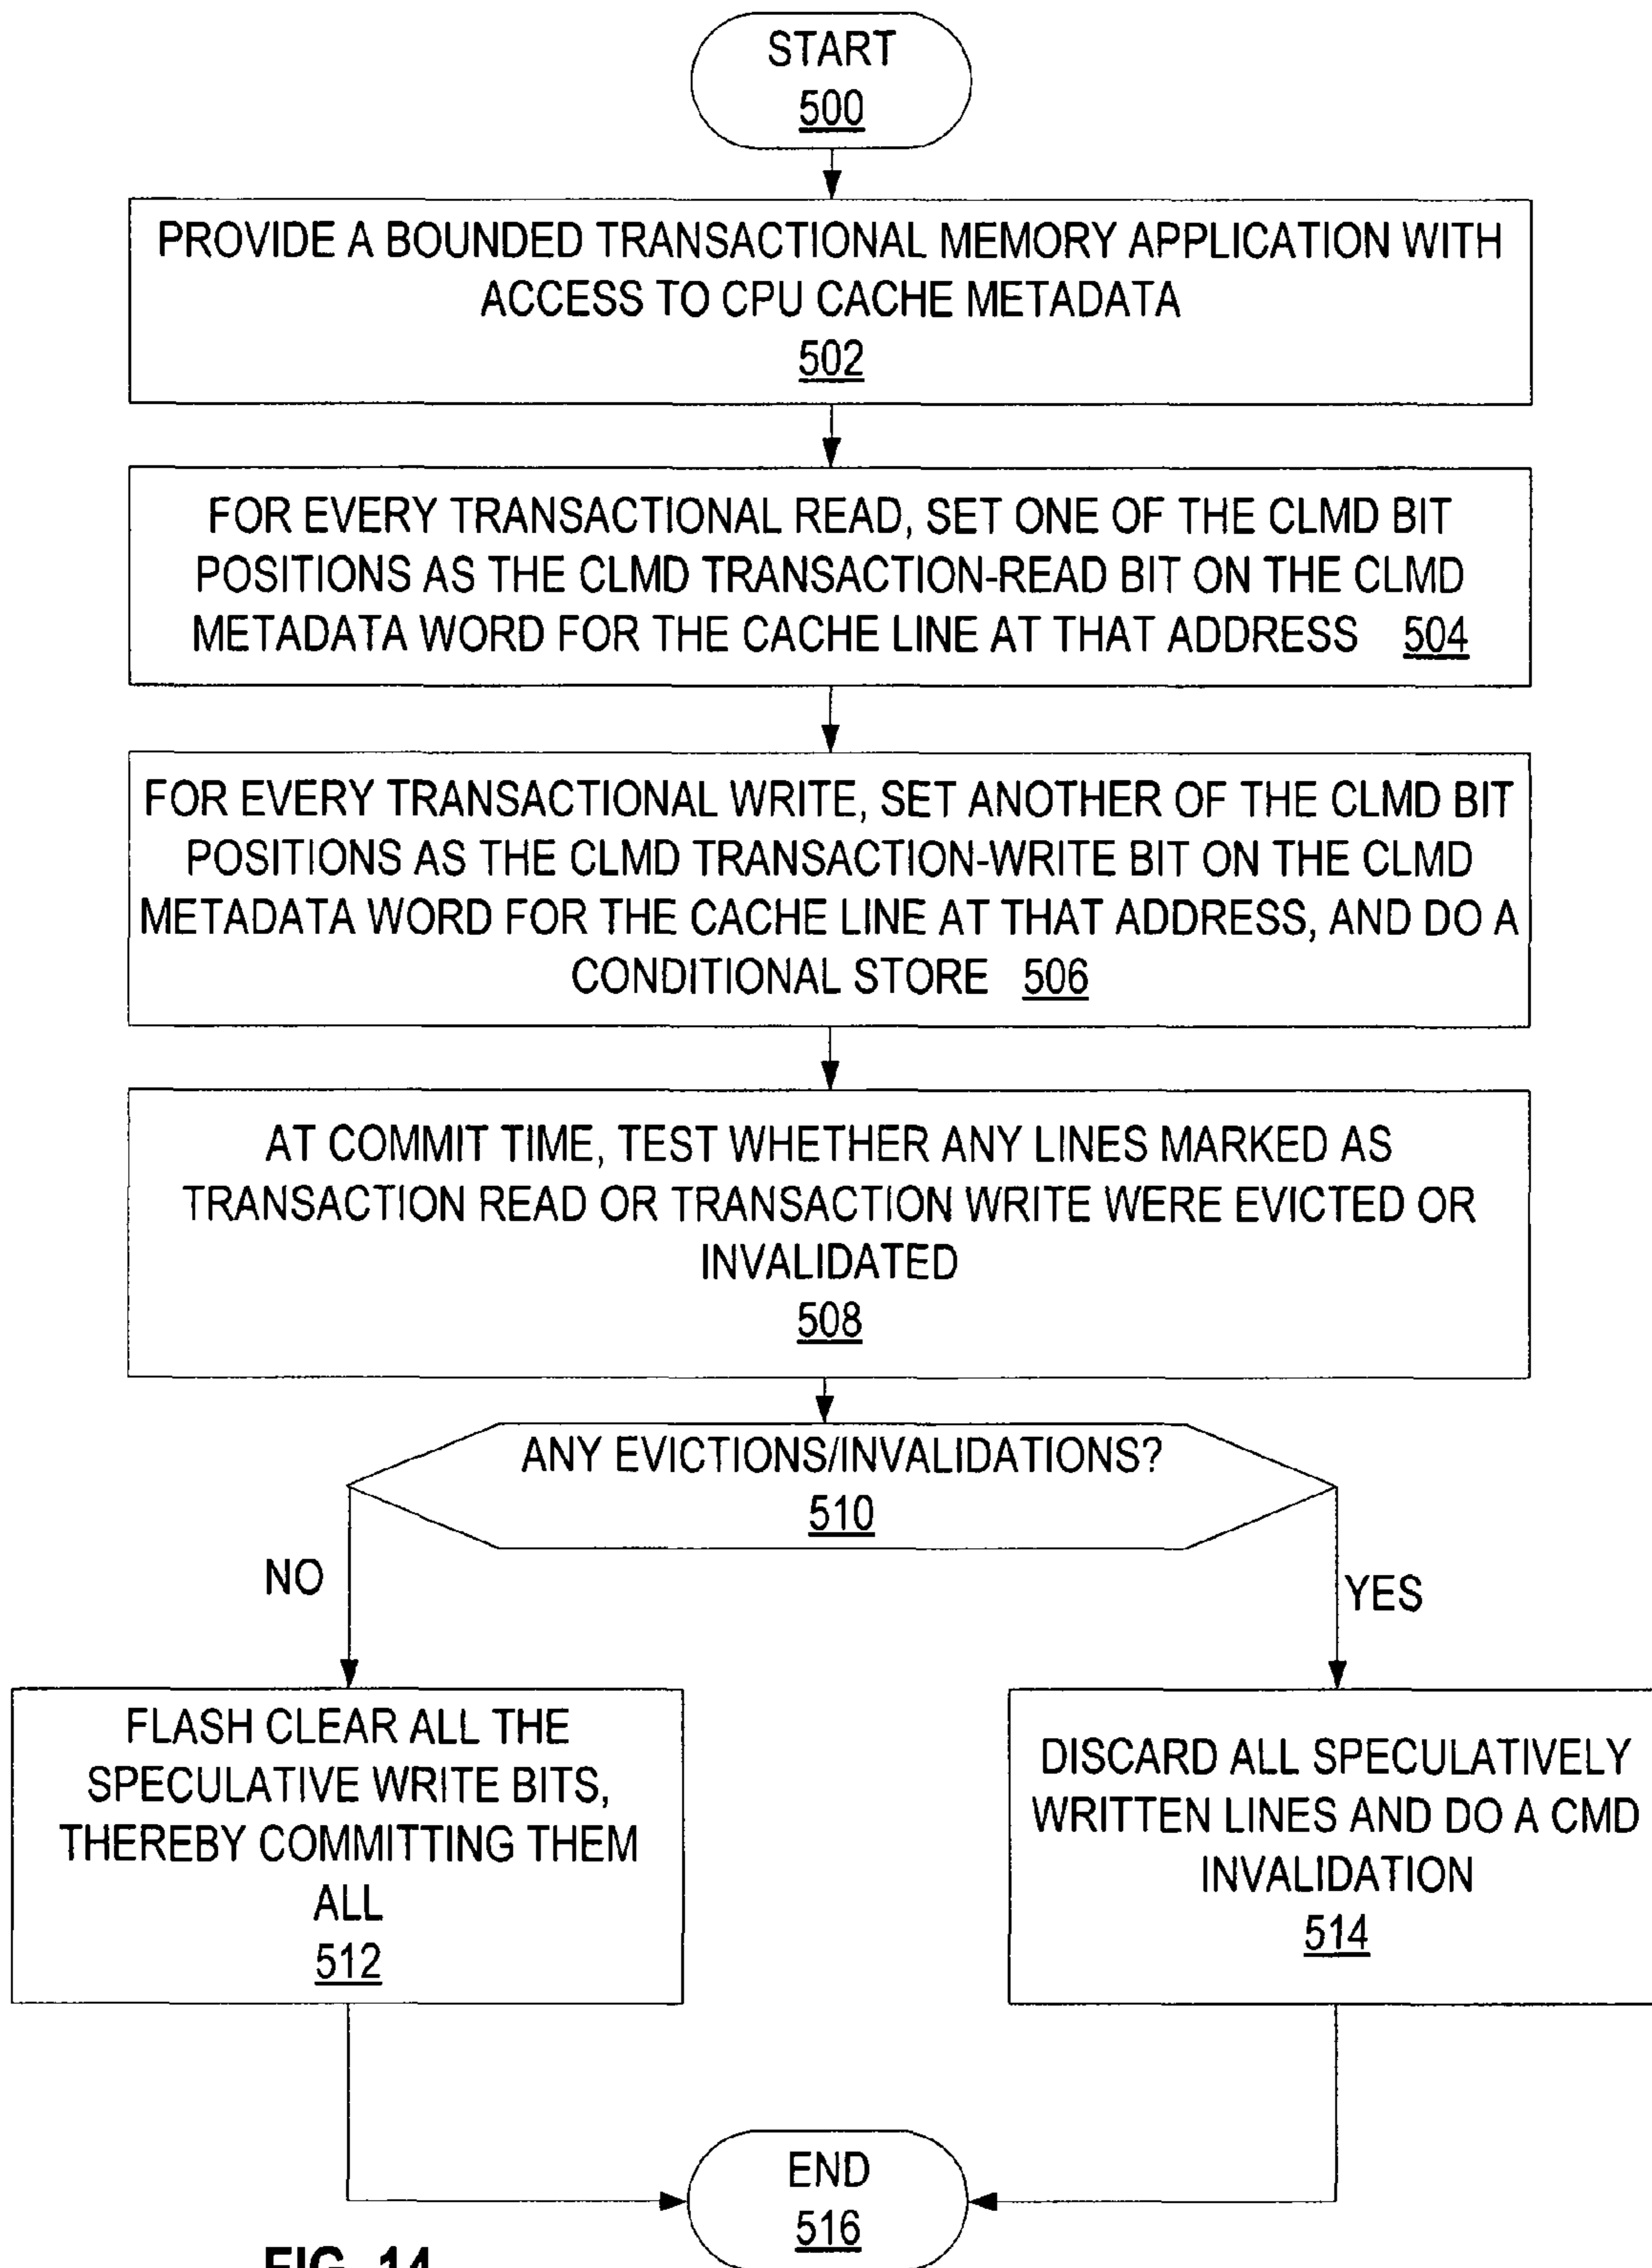 START
500
PROVIDE A BOUNDED TRANSACTIONAL MEMORY APPLICATION WITH
ACCESS TO CPU CACHE METADATA
502
FOR EVERY TRANSACTIONAL READ, SET ONE OF THE CLMD BIT
POSITIONS AS THE CLMD TRANSACTION-READ BIT ON THE CLMD
METADATA WORD FOR THE CACHE LINE AT THAT ADDRESS 504
FOR EVERY TRANSACTIONAL WRITE, SET ANOTHER OF THE CLMD BIT
POSITIONS AS THE CLMD TRANSACTION-WRITE BIT ON THE CLMD
METADATA WORD FOR THE CACHE LINE AT THAT ADDRESS, AND DO A
CONDITIONAL STORE 506
AT COMMIT TIME, TEST WHETHER ANY LINES MARKED AS
TRANSACTION READ OR TRANSACTION WRITE WERE EVICTED OR
INVALIDATED
508
ANY EVICTIONS/INVALIDATIONS?
510
NO
YES
FLASH CLEAR ALL THE
SPECULATIVE WRITE BITS,
THEREBY COMMITTING THEM
ALL
512
DISCARD ALL SPECULATIVELY
WRITTEN LINES AND DO A CMD
INVALIDATION
514
END
516
FIG. 14